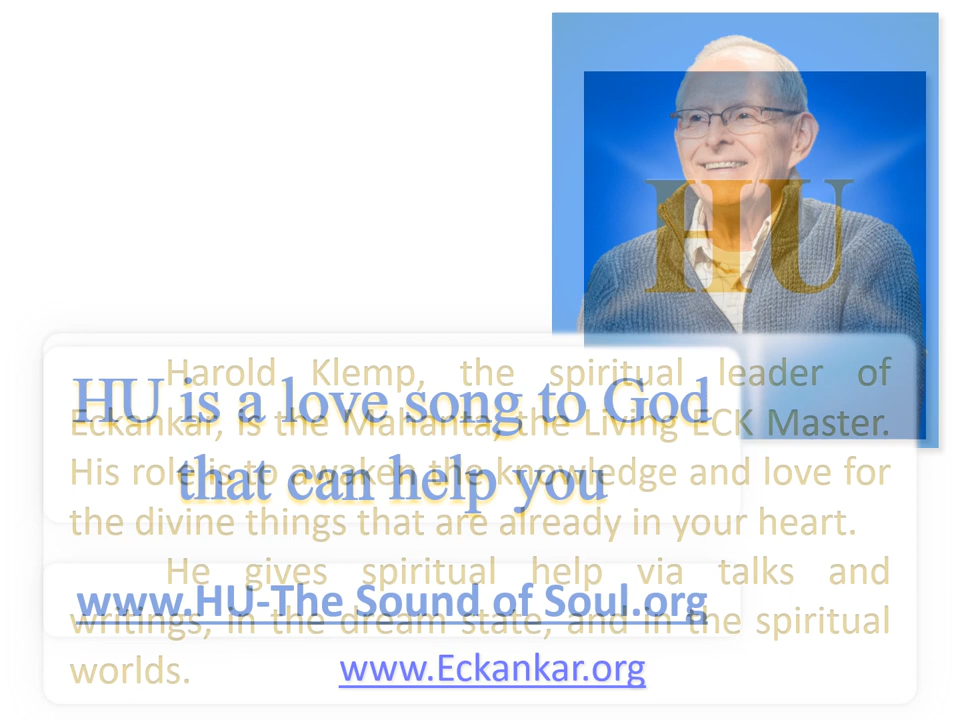 HU
Harold Klemp, the spiritual leader of
HU is a love song to God
Eckankar, is the Mahanta, the Living ECK Master.
His role is to awaken the knowledge and love for
that can help you
the divine things that are already in your heart.
He gives spiritual help via talks and
www.HU-The Sound of Soul.org
writings, in the dream state, and in the spiritual
worlds.
www.Eckankar.org